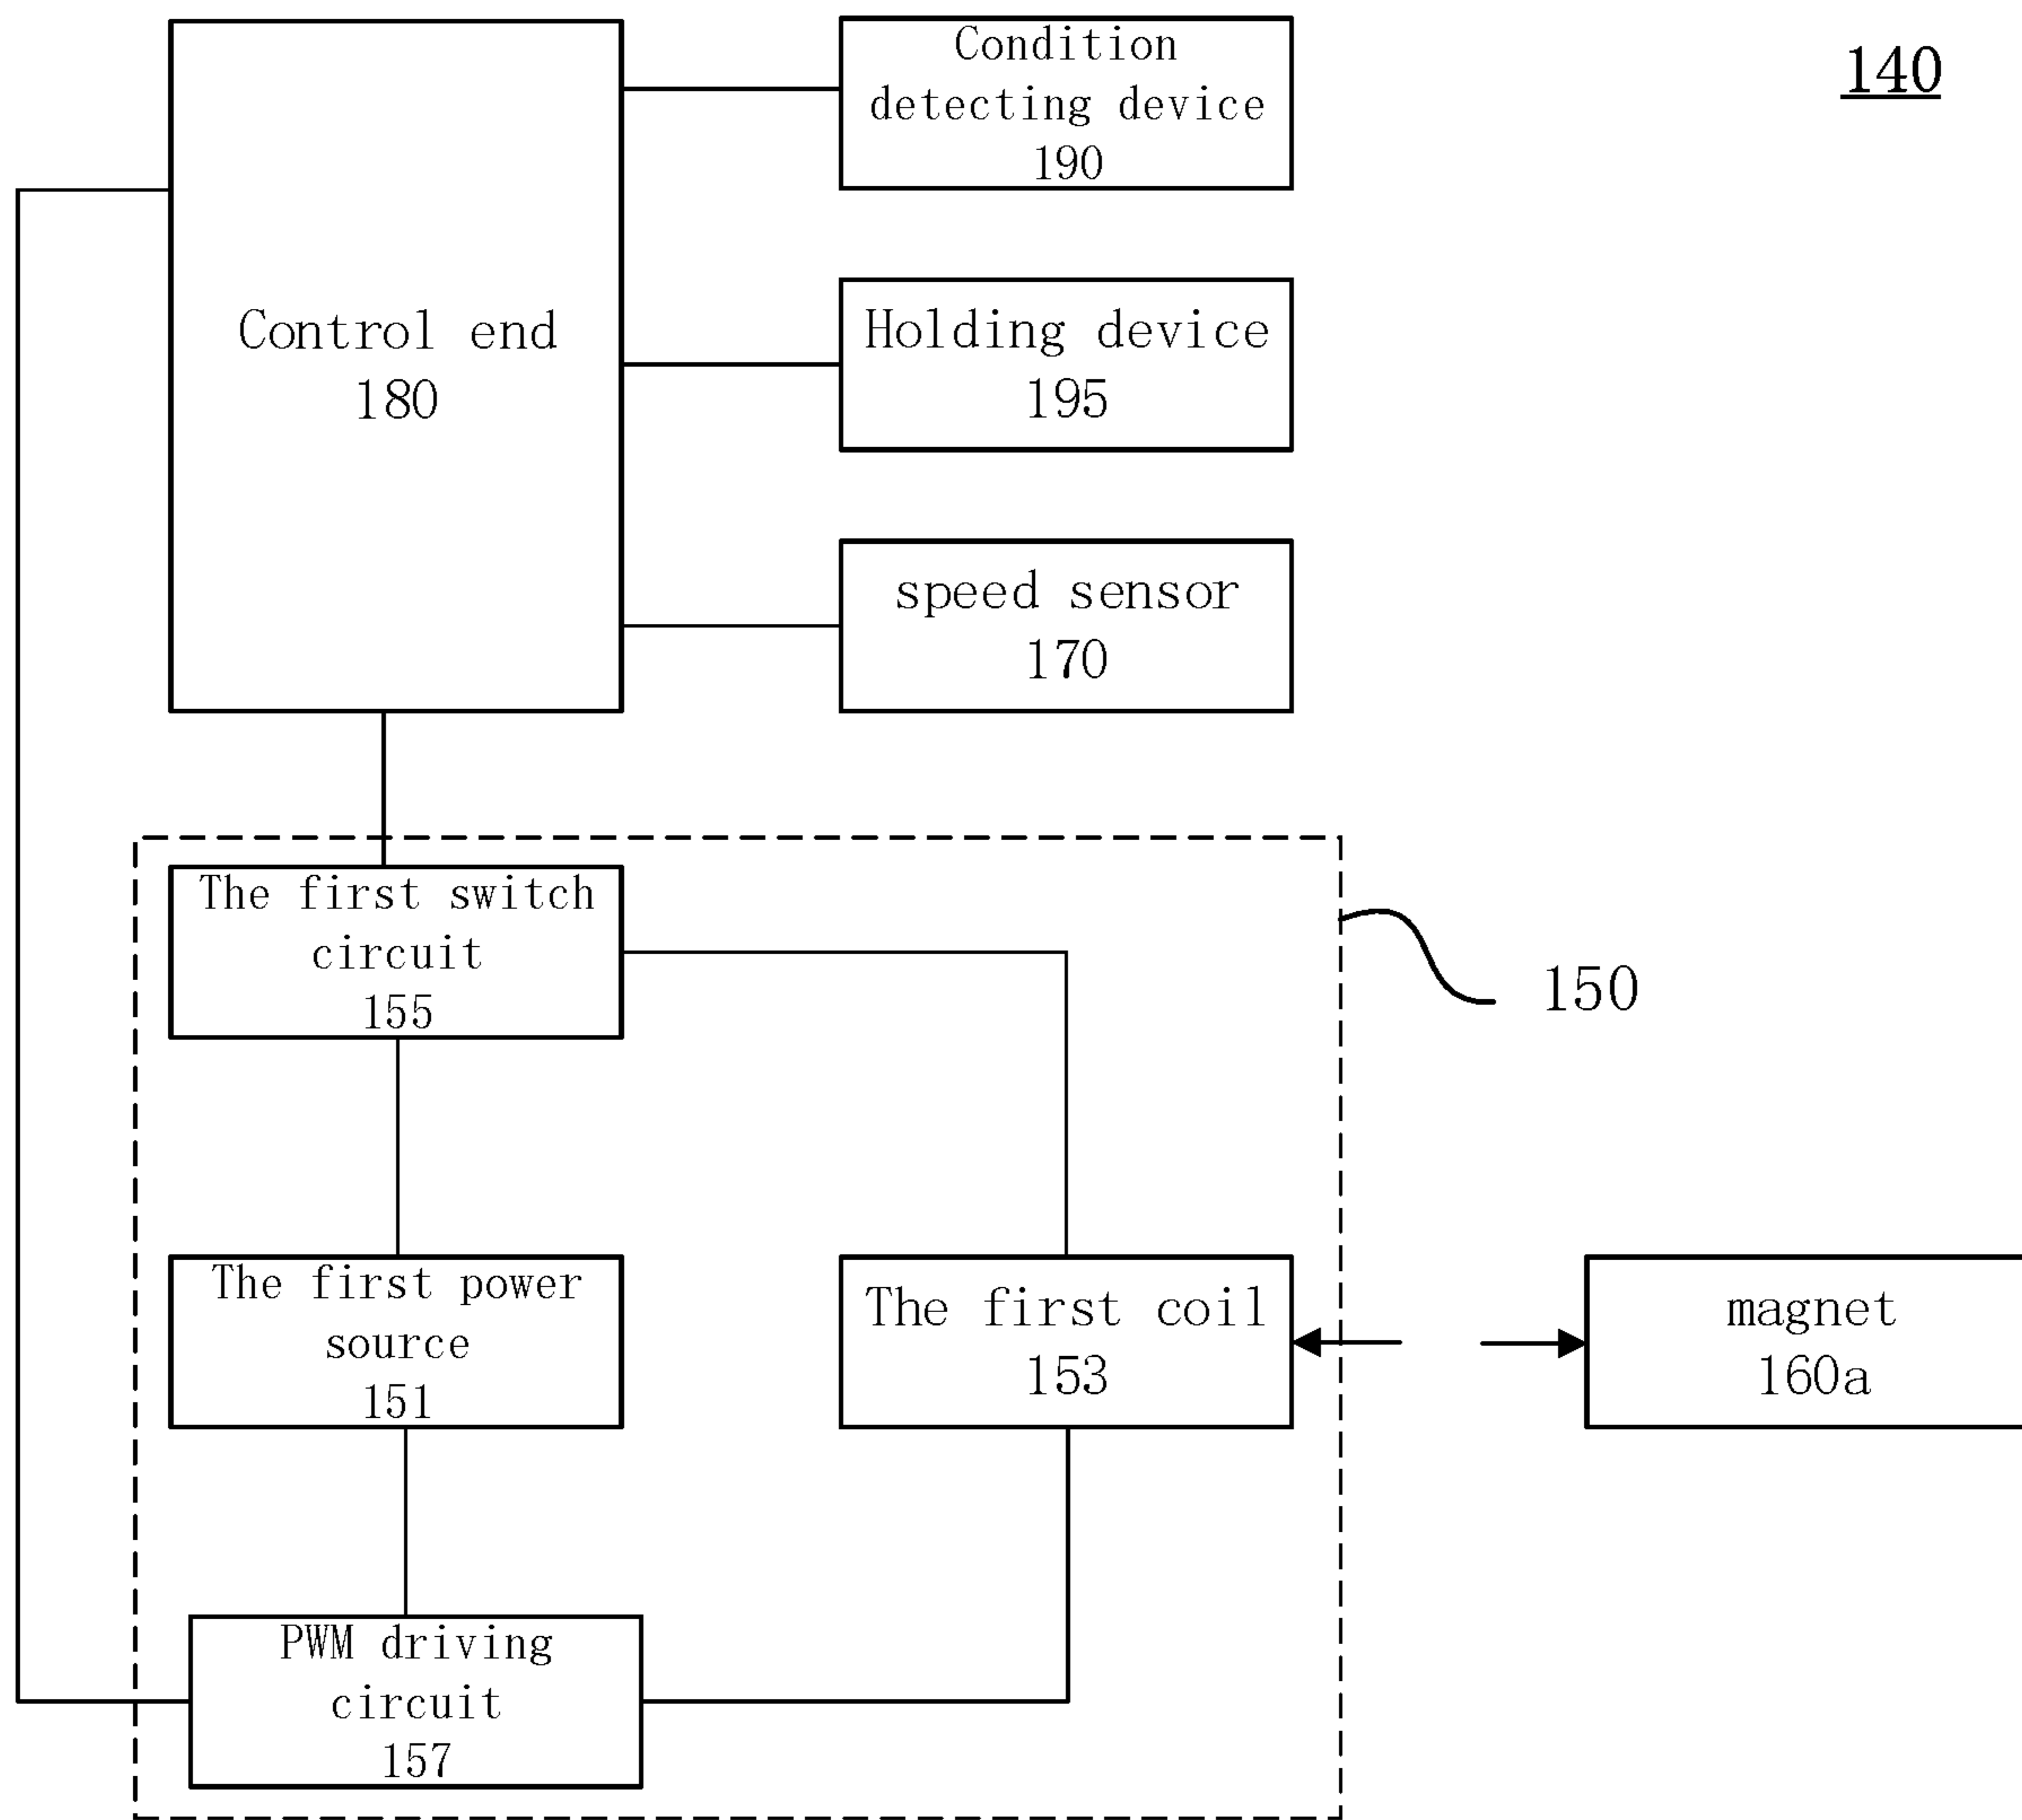 140
Condition
detecting device
190
Control end
180
Holding device
195
speed sensor
170
The first switch
circuit
155
150
The first power
source
151
The first coil
153
magnet
160a
PWM driving
circuit
157